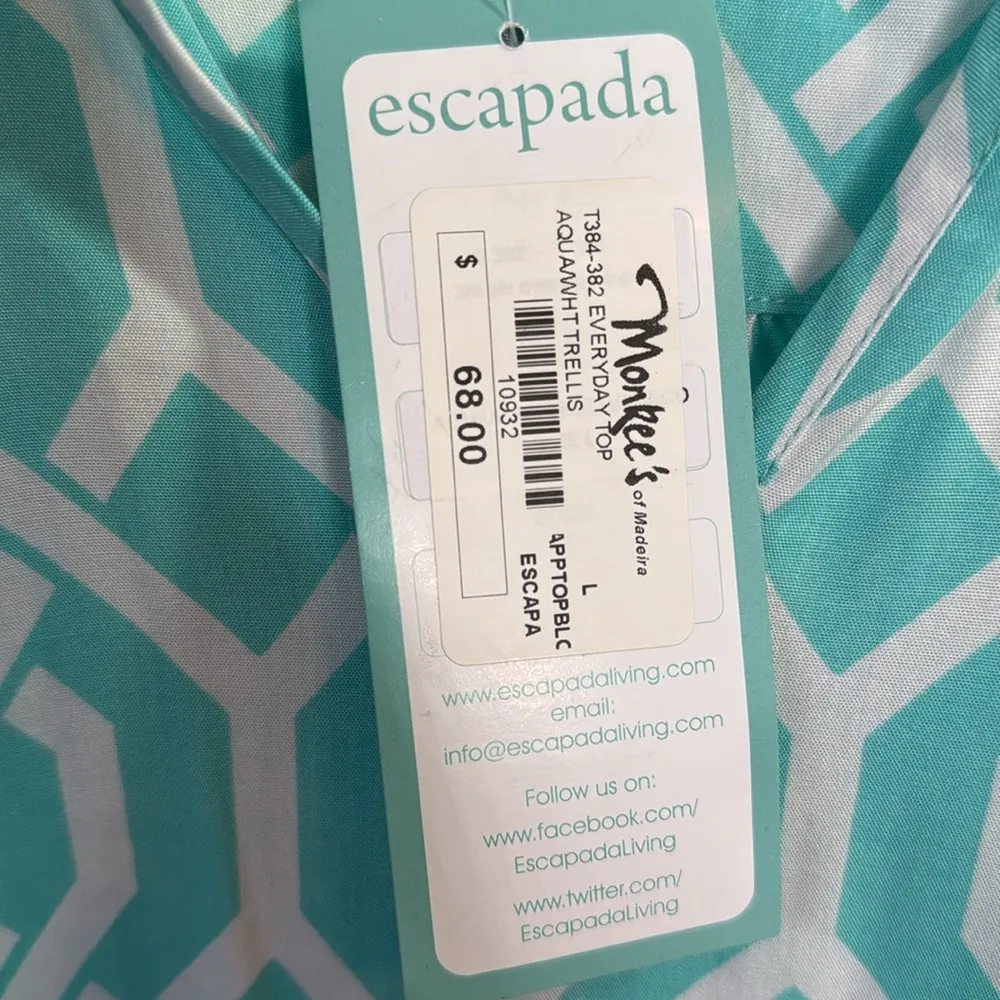 escapada
Monkee's
of Madeira
T384-382 EVERYDAY TOP
AQUA/WHT TRELLIS
L
10932
APPTOPBLC
ESCAPA
$ 68.00
www.escapadaliving.com
email:
info@escapadaliving.com
Follow us on:
www.facebook.com/
EscapadaLiving
www.twitter.com/
EscapadaLiving